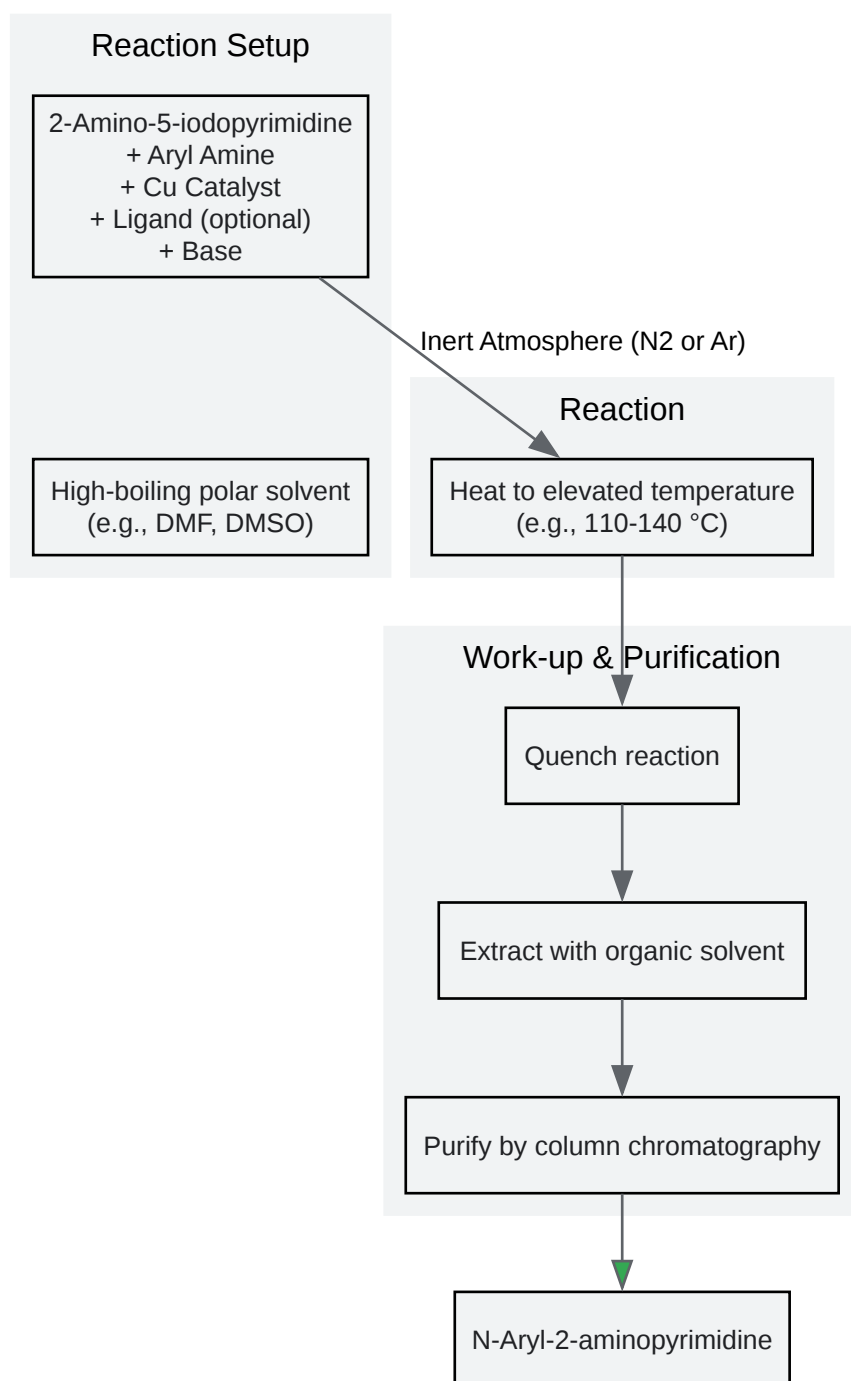 Reaction Setup
2-Amino-5-iodopyrimidine
+ Aryl Amine
+ Cu Catalyst
+ Ligand (optional)
+ Base
Inert Atmosphere (N2 or Ar)
Reaction
High-boiling polar solvent
(e.g., DMF, DMSO)
Heat to elevated temperature
(e.g., 110-140 °C)
Work-up & Purification
Quench reaction
Extract with organic solvent
Purify by column chromatography
N-Aryl-2-aminopyrimidine